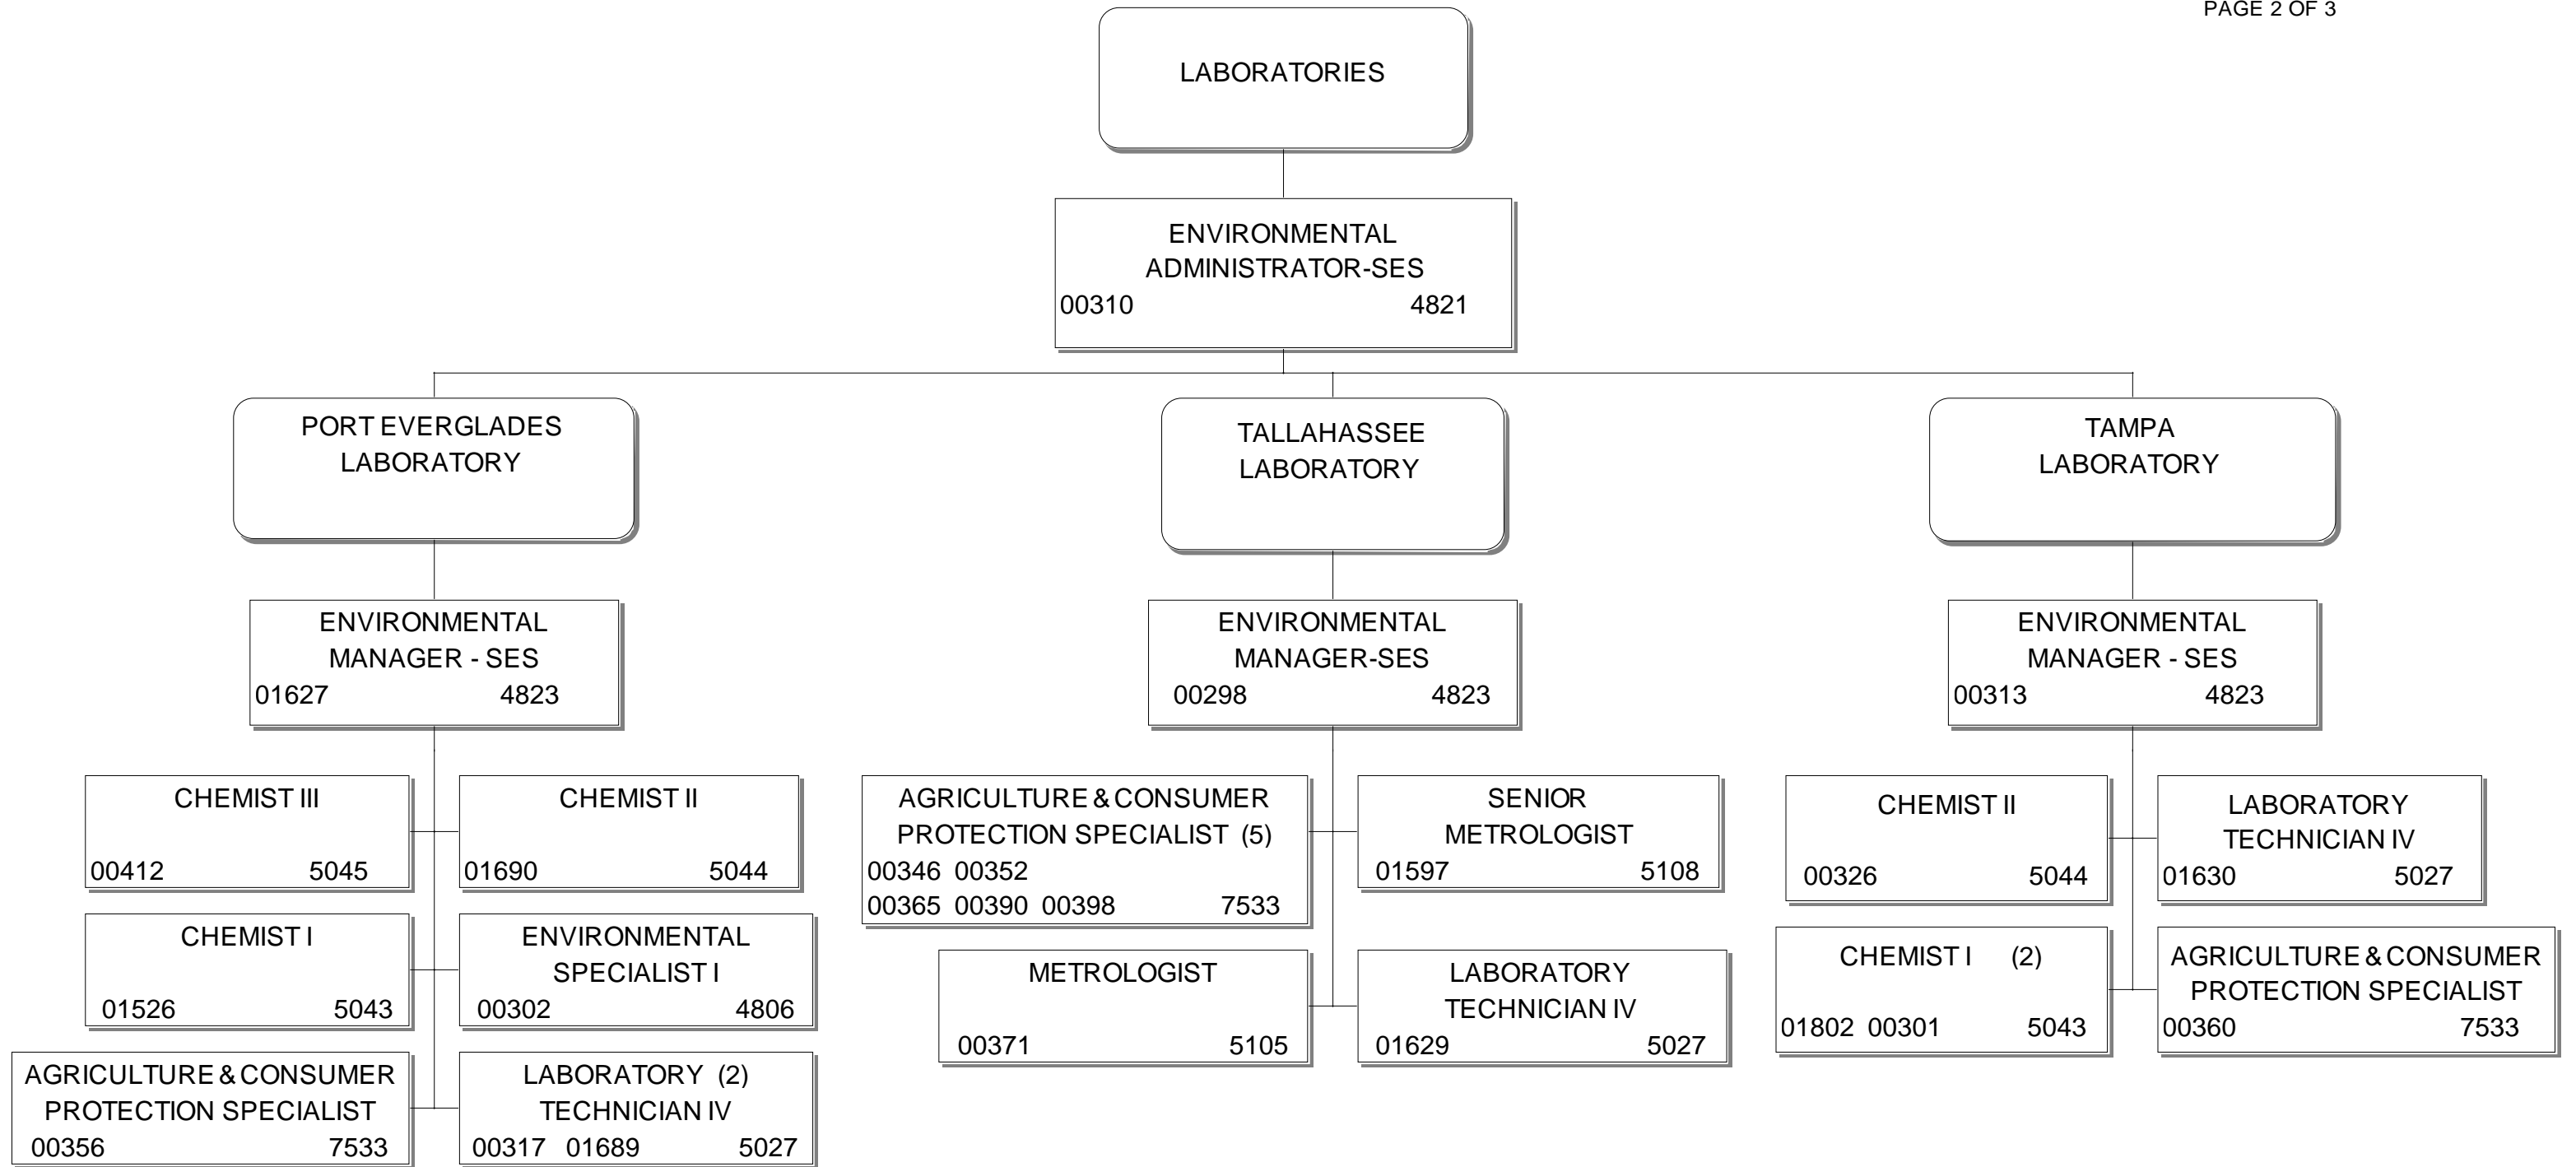 PAGE 2 OF 3
LABORATORIES
ENVIRONMENTAL
ADMINISTRATOR-SES
00310 4821
PORT EVERGLADES
LABORATORY
TALLAHASSEE
LABORATORY
TAMPA
LABORATORY
ENVIRONMENTAL
MANAGER - SES
01627 4823
ENVIRONMENTAL
MANAGER-SES
00298 4823
ENVIRONMENTAL
MANAGER - SES
00313 4823
CHEMIST III
00412 5045
CHEMIST II
01690 5044
CHEMIST I
01526 5043
ENVIRONMENTAL
SPECIALIST I
00302 4806
AGRICULTURE & CONSUMER
PROTECTION SPECIALIST
00356 7533
LABORATORY (2)
TECHNICIAN IV
00317 01689 5027
AGRICULTURE & CONSUMER
PROTECTION SPECIALIST (5)
00346 00352
00365 00390 00398 7533
SENIOR
METROLOGIST
01597 5108
METROLOGIST
00371 5105
LABORATORY
TECHNICIAN IV
01629 5027
CHEMIST II
00326 5044
LABORATORY
TECHNICIAN IV
01630 5027
CHEMIST I (2)
01802 00301 5043
AGRICULTURE & CONSUMER
PROTECTION SPECIALIST
00360 7533